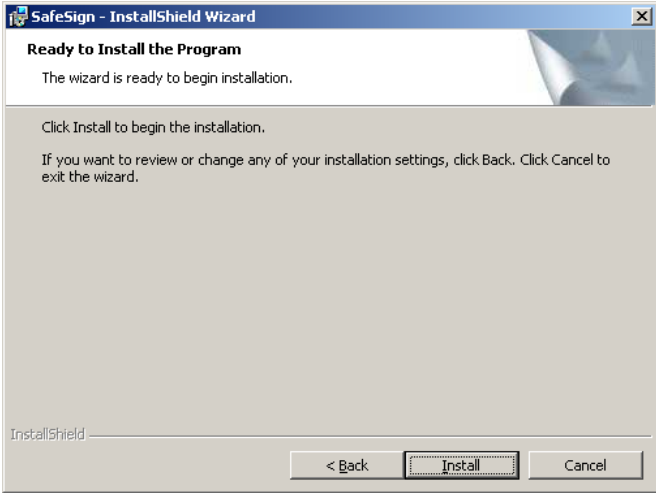 SafeSign - InstallShield Wizard
Ready to Install the Program
The wizard is ready to begin installation.
Click Install to begin the installation.
If you want to review or change any of your installation settings, click Back. Click Cancel to
exit the wizard.
InstallShield
< Back
Install
Cancel